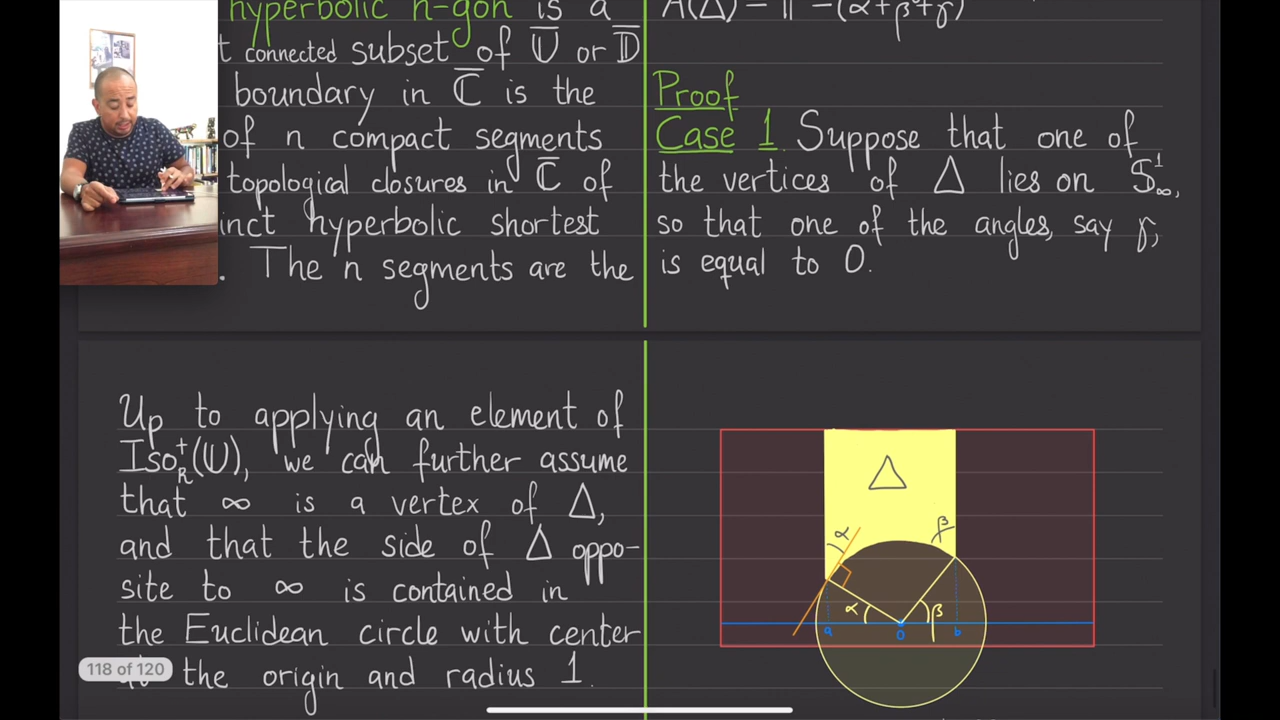 hyperbolic n-gon is a
t connected subset of U̅ or D̅
boundary in ℂ̅ is the
of n compact segments
topological closures in ℂ̅ of
inct hyperbolic shortest
. The n segments are the
A(Δ) = π - (α+β+γ)
Proof
Case 1. Suppose that one of
the vertices of Δ lies on 𝕊¹∞,
so that one of the angles, say γ,
is equal to 0.
Up to applying an element of
Iso⁺ᵣ(U), we can further assume
that ∞ is a vertex of Δ,
and that the side of Δ oppo-
site to ∞ is contained in
the Euclidean circle with center
the origin and radius 1.
118 of 120
Δ
α β
α β
a 0 b